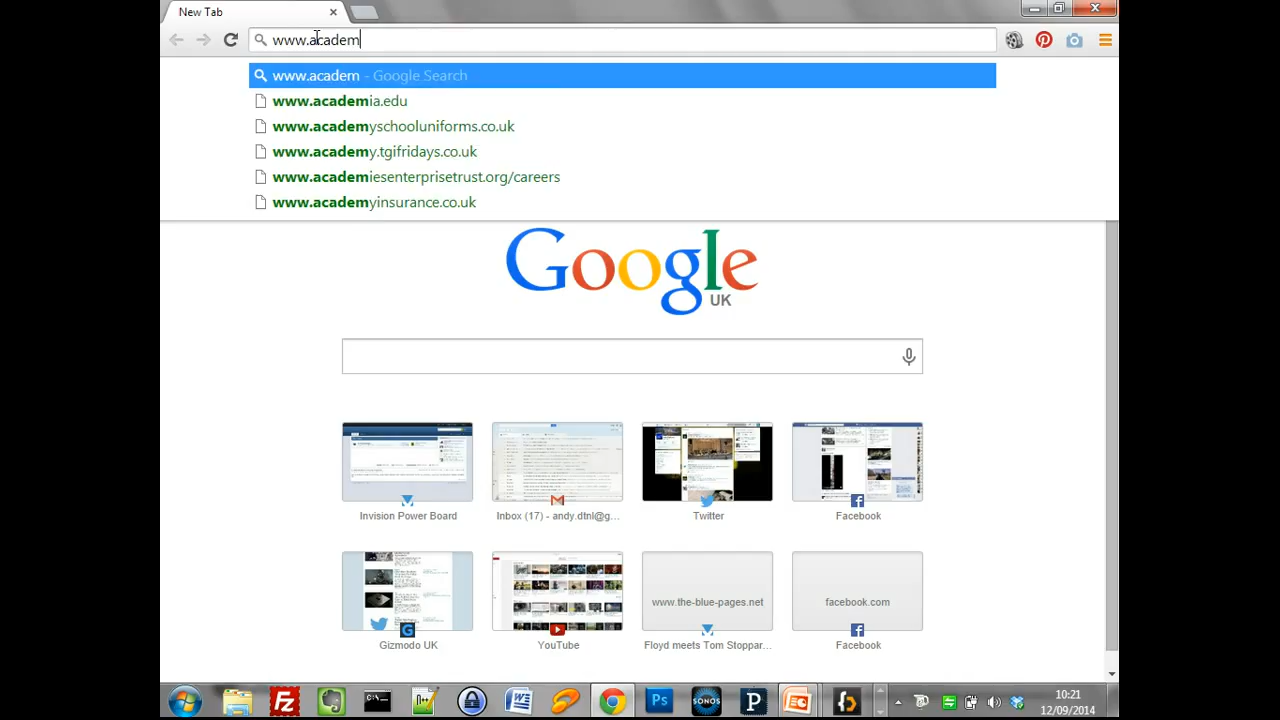 New Tab
www.academ
www.academ - Google Search
www.academia.edu
www.academyschooluniforms.co.uk
www.academy.tgifridays.co.uk
www.academiesenterprisetrust.org/careers
www.academyinsurance.co.uk
Google
UK
Invision Power Board
Inbox (17) - andy.dtnl@g...
Twitter
Facebook
www.the-blue-pages.net
facebook.com
Gizmodo UK
YouTube
Floyd meets Tom Stoppar...
Facebook
10:21
12/09/2014